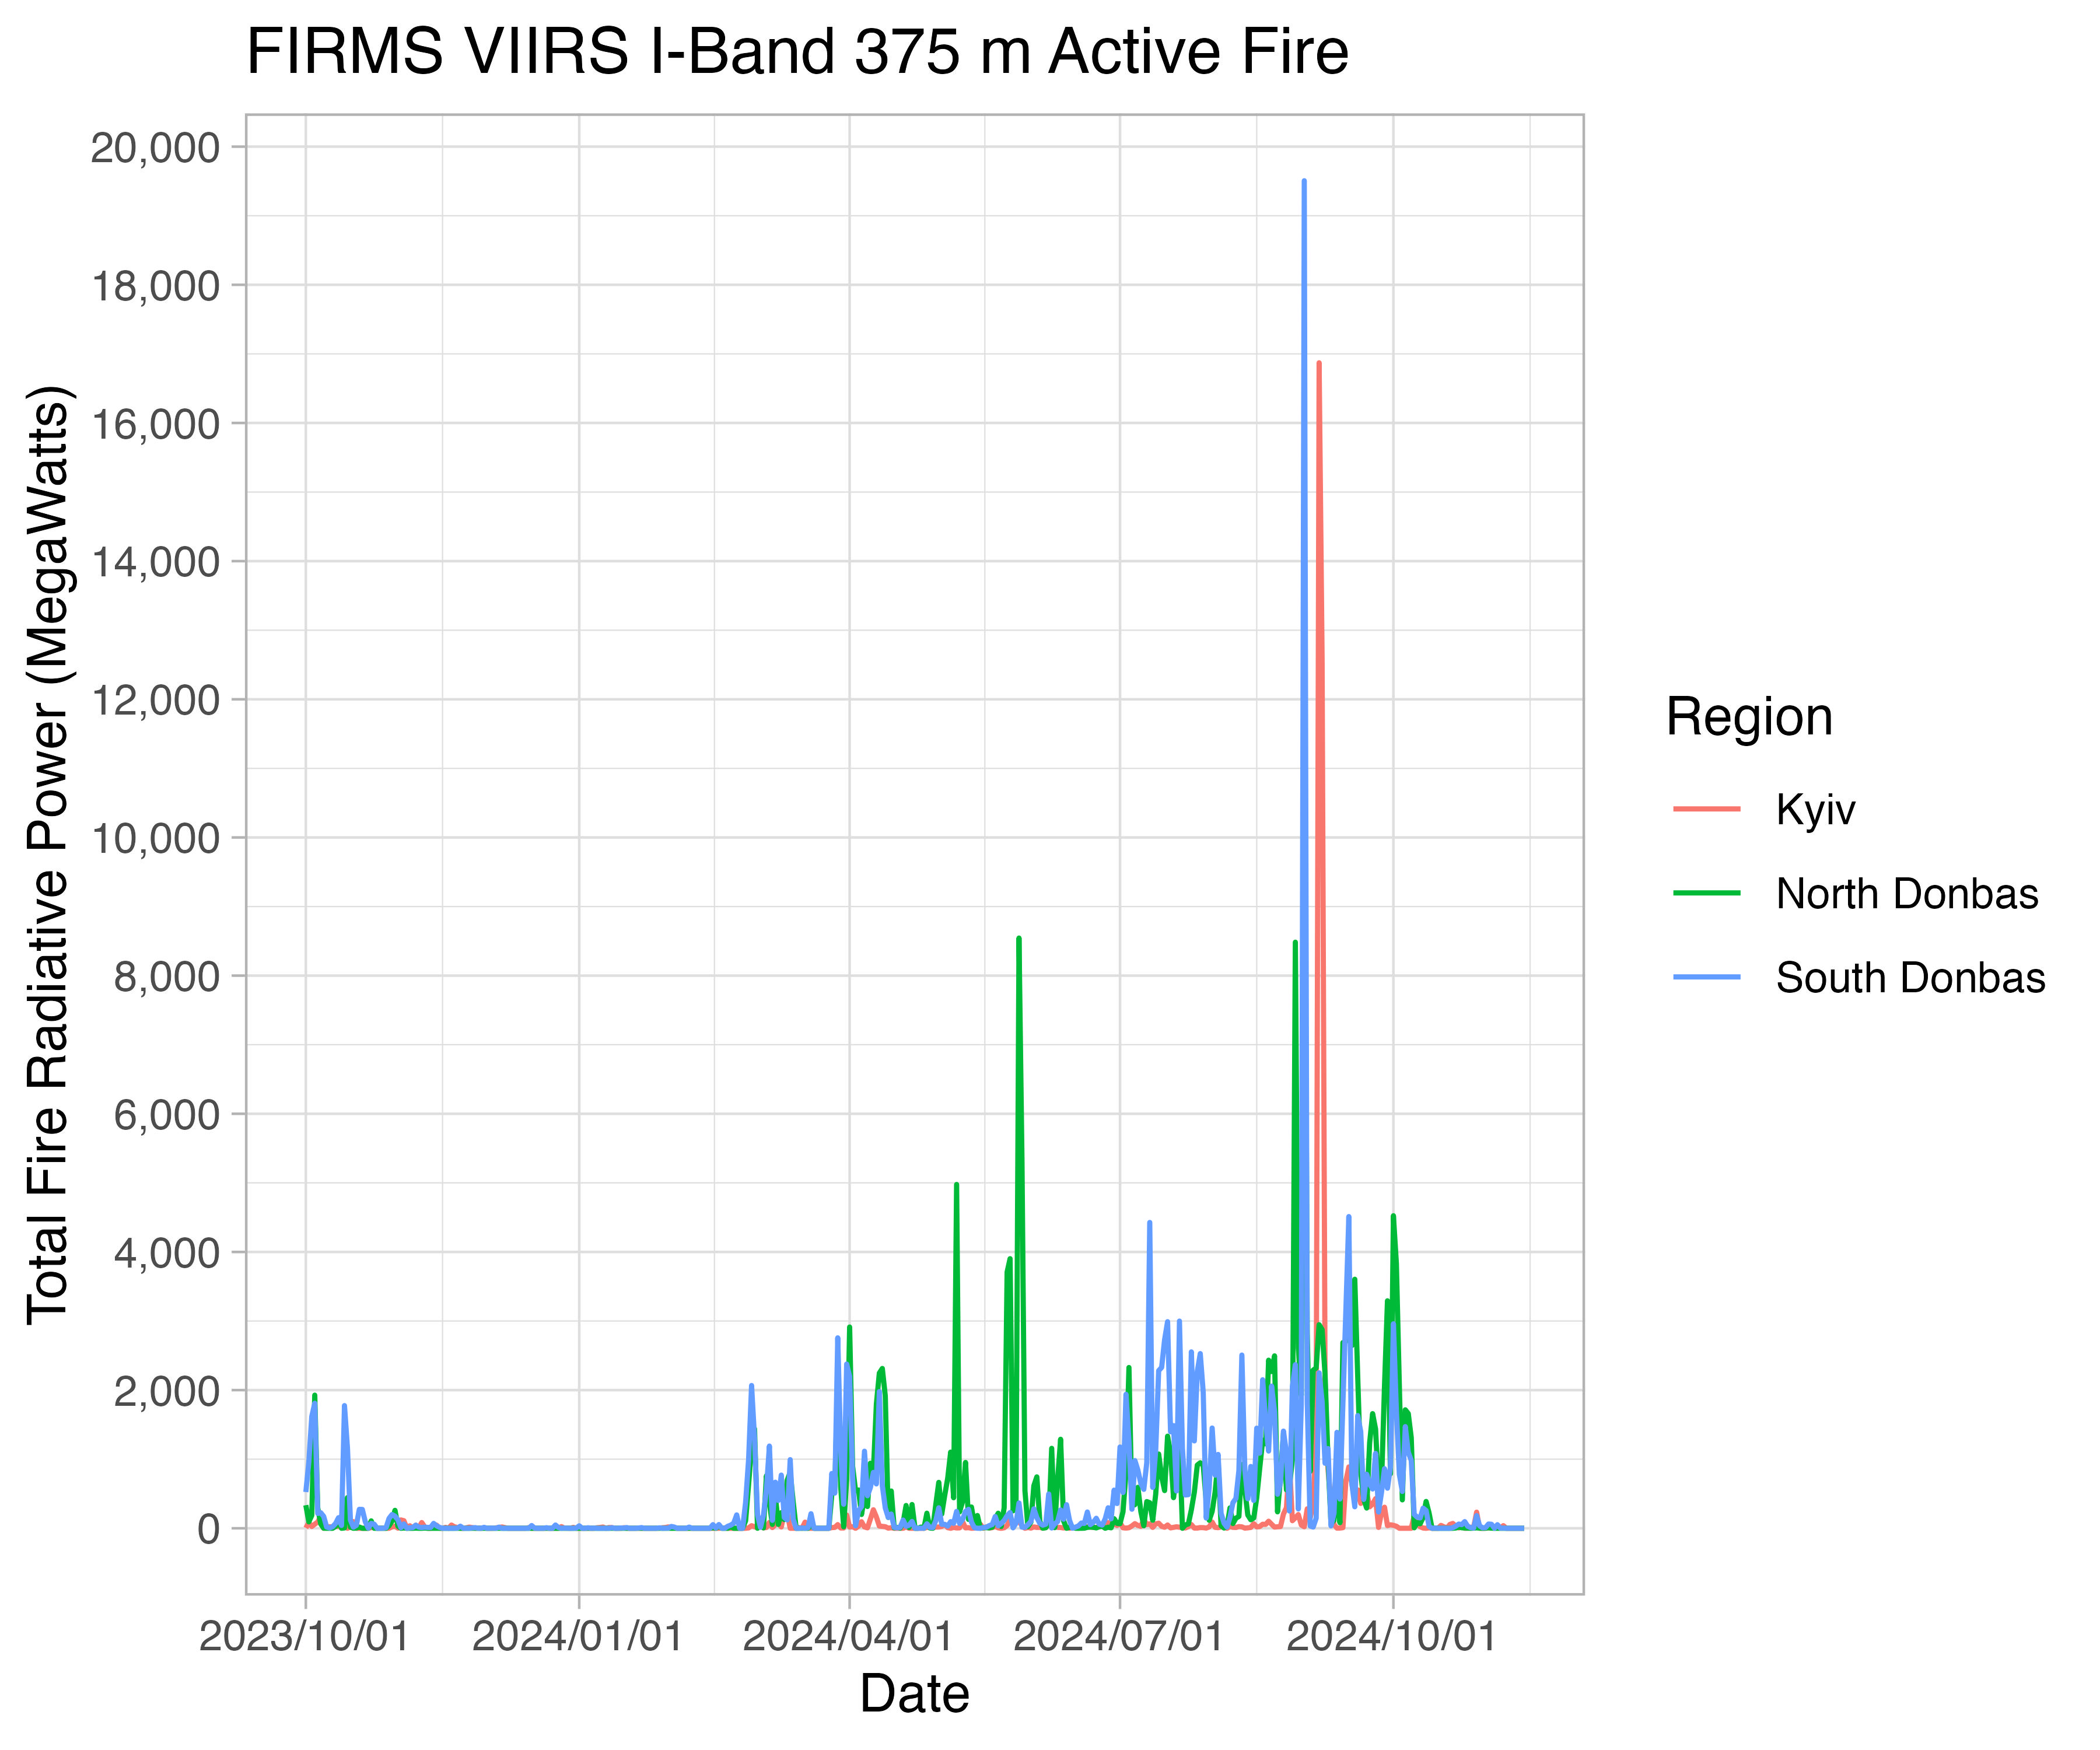 FIRMS VIIRS I-Band 375 m Active Fire
Total Fire Radiative Power (MegaWatts)
20,000
18,000
16,000
14,000
12,000
10,000
8,000
6,000
4,000
2,000
0
2023/10/01
2024/01/01
2024/04/01
2024/07/01
2024/10/01
Date
Region
Kyiv
North Donbas
South Donbas